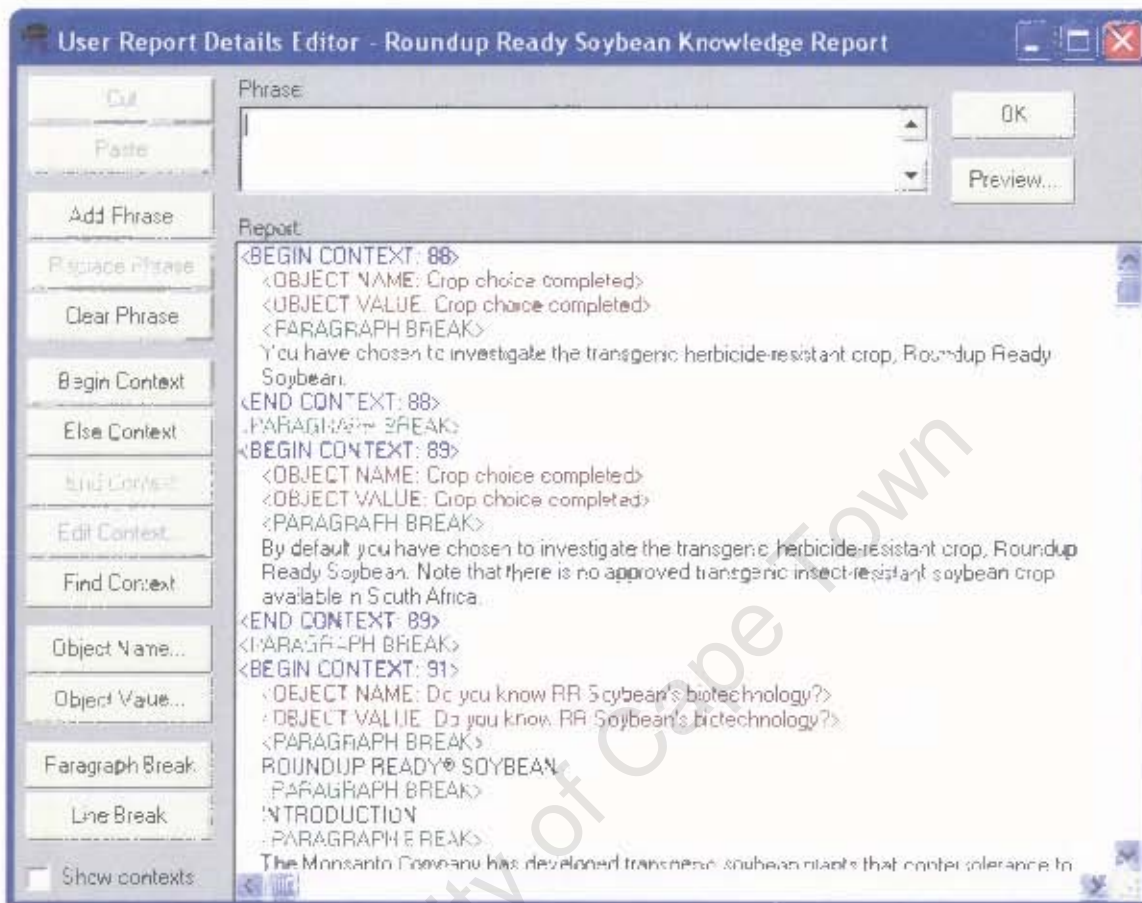 User Report Details Editor - Roundup Ready Soybean Knowledge Report
Cut
Paste
Add Phrase
Replace Phrase
Clear Phrase
Begin Context
Else Context
End Context
Edit Context...
Find Context
Object Name...
Object Value...
Paragraph Break
Line Break
Show contexts
Phrase:
OK
Preview...
Report:
<BEGIN CONTEXT: 88>
<OBJECT NAME: Crop choice completed>
<OBJECT VALUE: Crop choice completed>
<PARAGRAPH BREAK>
You have chosen to investigate the transgenic herbicide-resistant crop, Roundup Ready
Soybean.
<END CONTEXT: 88>
<PARAGRAPH BREAK>
<BEGIN CONTEXT: 89>
<OBJECT NAME: Crop choice completed>
<OBJECT VALUE: Crop choice completed>
<PARAGRAPH BREAK>
By default you have chosen to investigate the transgenic herbicide-resistant crop, Roundup
Ready Soybean. Note that there is no approved transgenic insect-resistant soybean crop
available in South Africa.
<END CONTEXT: 89>
<PARAGRAPH BREAK>
<BEGIN CONTEXT: 91>
<OBJECT NAME: Do you know RR Soybean's biotechnology?>
<OBJECT VALUE: Do you know RR Soybean's biotechnology?>
<PARAGRAPH BREAK>
ROUNDUP READY® SOYBEAN
<PARAGRAPH BREAK>
INTRODUCTION
<PARAGRAPH BREAK>
The Monsanto Company has developed transgenic soybean plants that confer tolerance to
ity of Cape Town